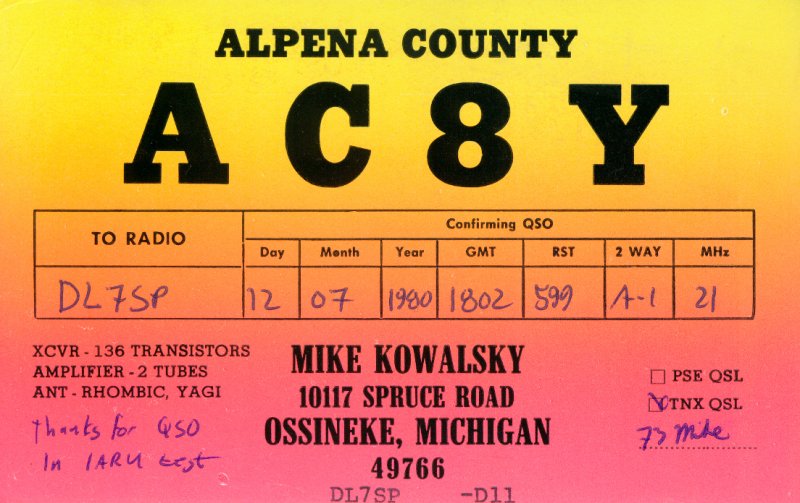 ALPENA COUNTY
AC8Y
TO RADIO
Confirming QSO
Day Month Year GMT RST 2 WAY MHz
DL7SP 12 07 1980 1802 599 A-1 21
XCVR - 136 TRANSISTORS
AMPLIFIER - 2 TUBES
ANT - RHOMBIC, YAGI
Thanks for QSO
In IARU test
MIKE KOWALSKY
10117 SPRUCE ROAD
OSSINEKE, MICHIGAN
49766
PSE QSL
TNX QSL
73 Mike
DL7SP -D11